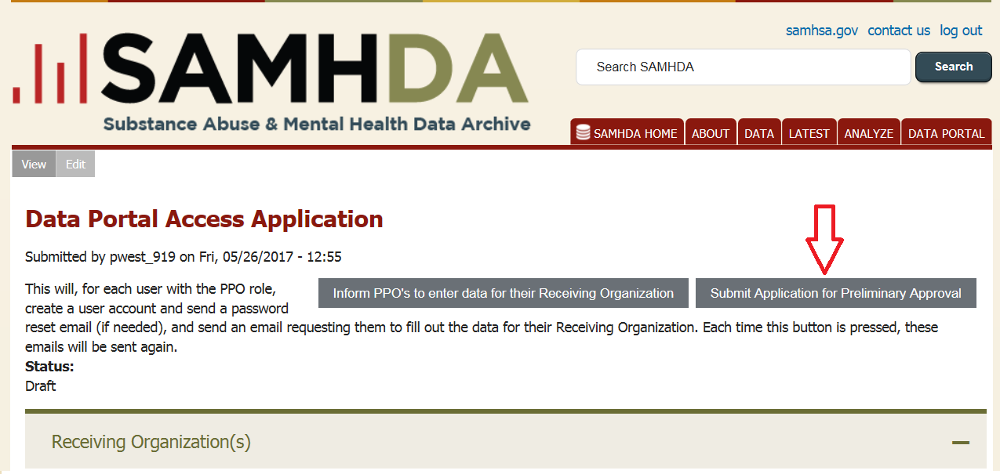 samhsa.gov contact us log out
SAMHDA
Search SAMHDA
Search
Substance Abuse & Mental Health Data Archive
SAMHDA HOME ABOUT DATA LATEST ANALYZE DATA PORTAL
View Edit
Data Portal Access Application
Submitted by pwest_919 on Fri, 05/26/2017 - 12:55
Inform PPO's to enter data for their Receiving Organization
Submit Application for Preliminary Approval
This will, for each user with the PPO role,
create a user account and send a password
reset email (if needed), and send an email requesting them to fill out the data for their Receiving Organization. Each time this button is pressed, these
emails will be sent again.
Status:
Draft
Receiving Organization(s)